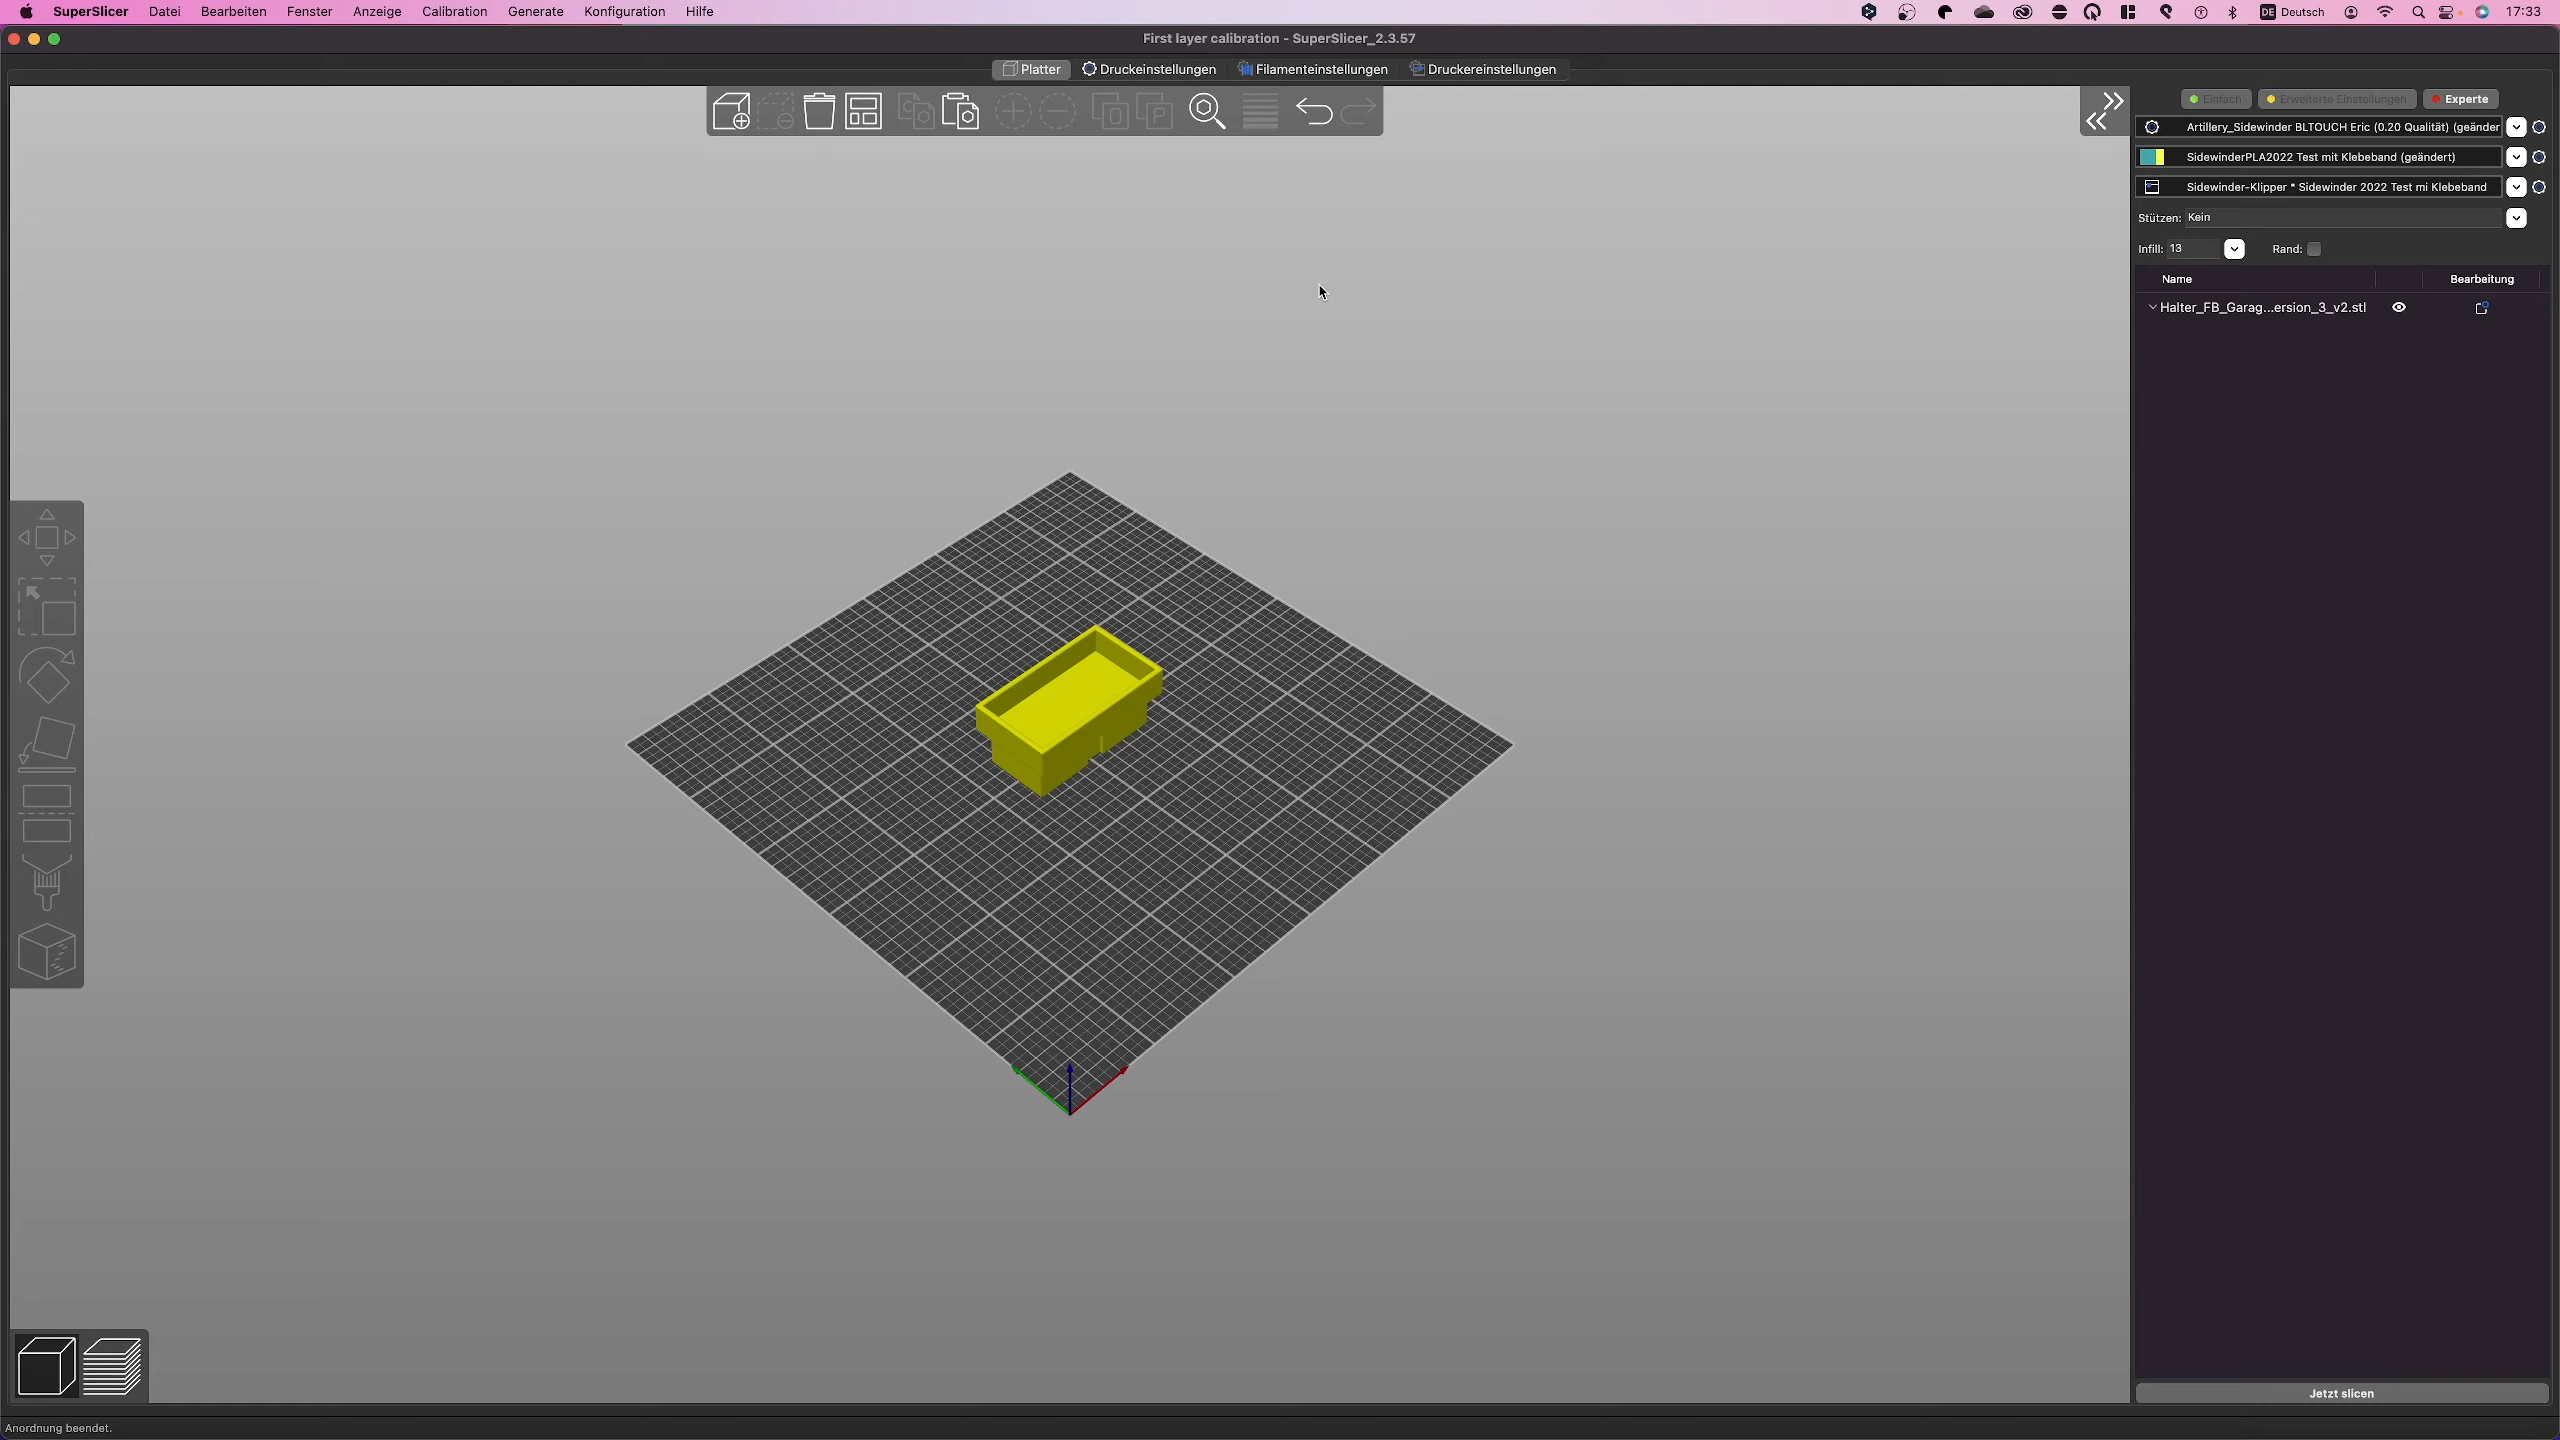 SuperSlicer Datei Bearbeiten Fenster Anzeige Calibration Generate Konfiguration Hilfe DE Deutsch 17:33
First layer calibration - SuperSlicer_2.3.57
Platter Druckeinstellungen Filamenteinstellungen Druckereinstellungen
Einfach Erweiterte Einstellungen Experte
Artillery_Sidewinder BLTOUCH Eric (0.20 Qualität) (geänder
SidewinderPLA2022 Test mit Klebeband (geändert)
Sidewinder-Klipper * Sidewinder 2022 Test mi Klebeband
Stützen: Kein
Infill: 13 Rand:
Name Bearbeitung
Halter_FB_Garag...ersion_3_v2.stl
Jetzt slicen
Anordnung beendet.